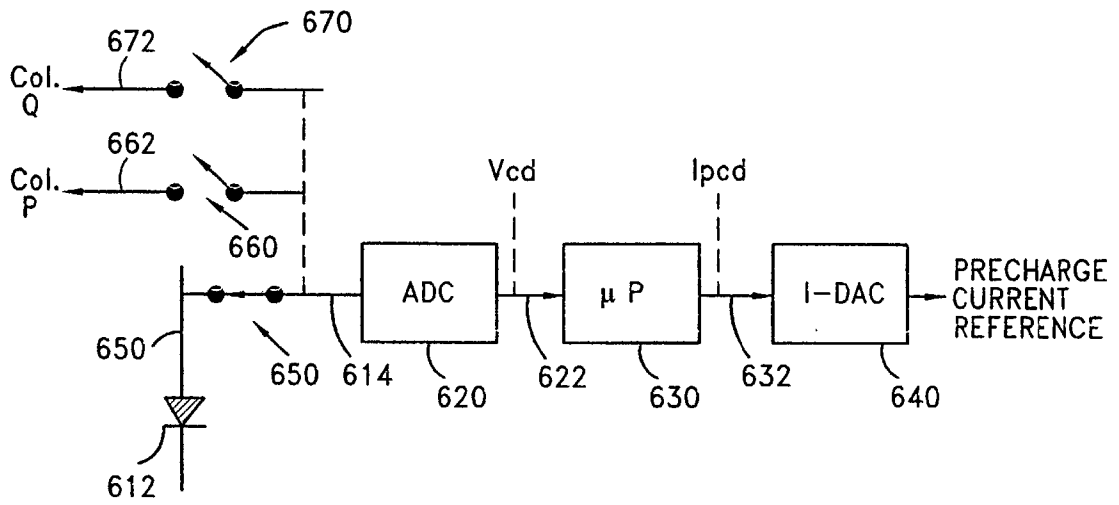 670
672
Col.
Q
662
Col.
P
660
Vcd
Ipcd
ADC
μ P
I-DAC
PRECHARGE
CURRENT
REFERENCE
650
650
614
620
622
630
632
640
612